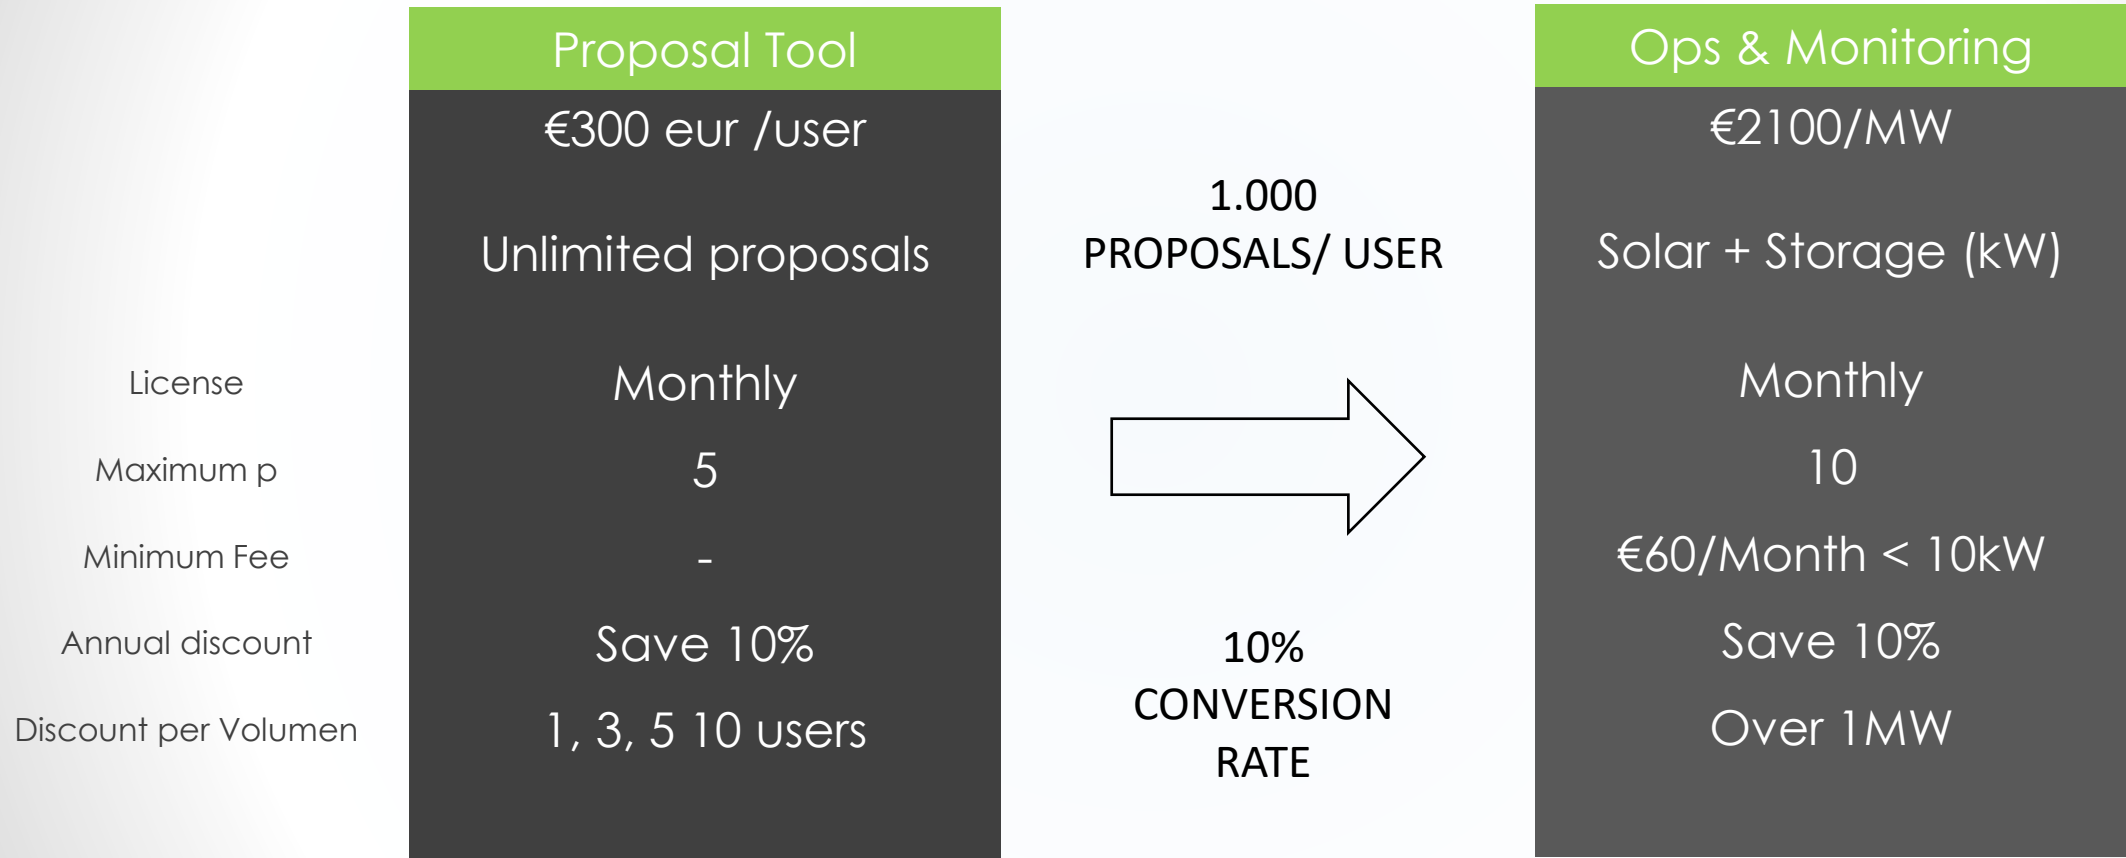 Proposal Tool
Ops & Monitoring
€300 eur /user
€2100/MW
1.000
PROPOSALS/ USER
Unlimited proposals
Solar + Storage (kW)
License
Monthly
Monthly
Maximum p
5
10
Minimum Fee
-
€60/Month < 10kW
Annual discount
Save 10%
Save 10%
10%
CONVERSION
RATE
Discount per Volumen
1, 3, 5 10 users
Over 1MW